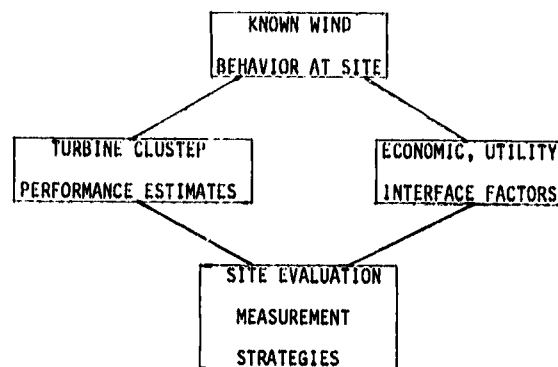 KNOWN WIND
BEHAVIOR AT SITE
TURBINE CLUSTEP
PERFORMANCE ESTIMATES
ECONOMIC, UTILITY
INTERFACE FACTORS
SITE EVALUATION
MEASUREMENT
STRATEGIES